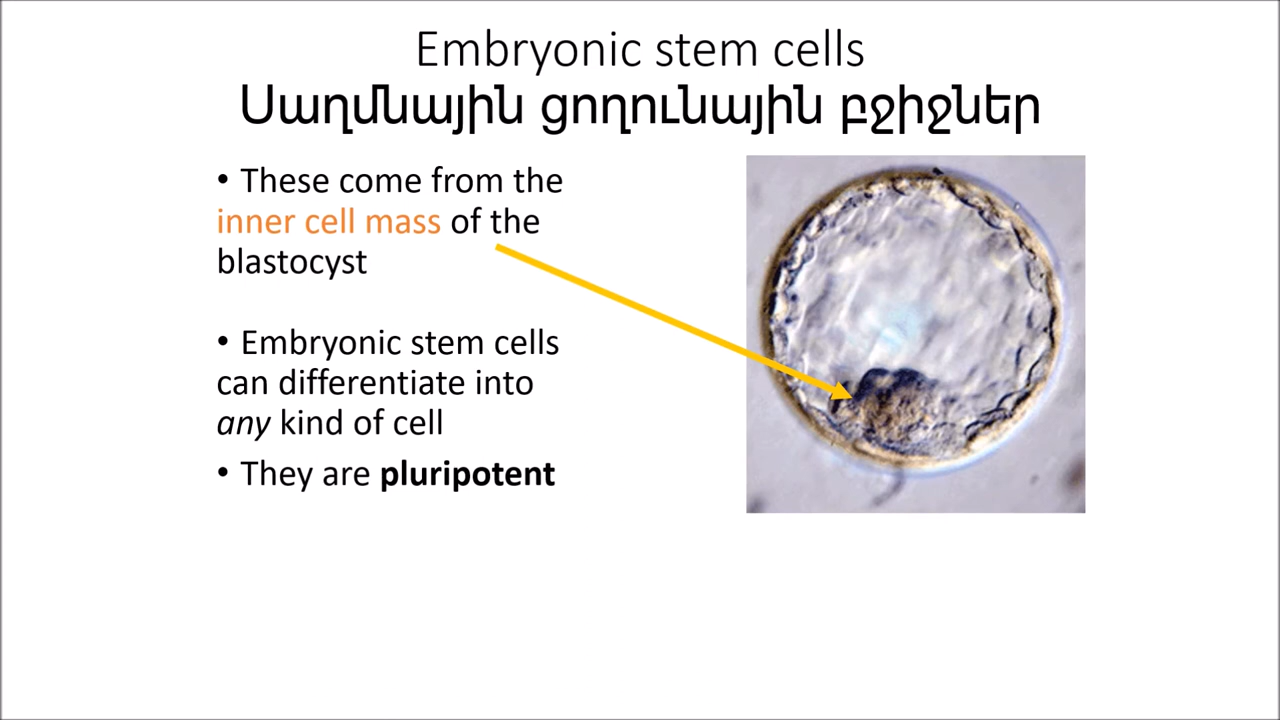 Embryonic stem cells
Սաղմնային ցողունային բջիջներ
• These come from the
inner cell mass of the
blastocyst
• Embryonic stem cells
can differentiate into
any kind of cell
• They are pluripotent